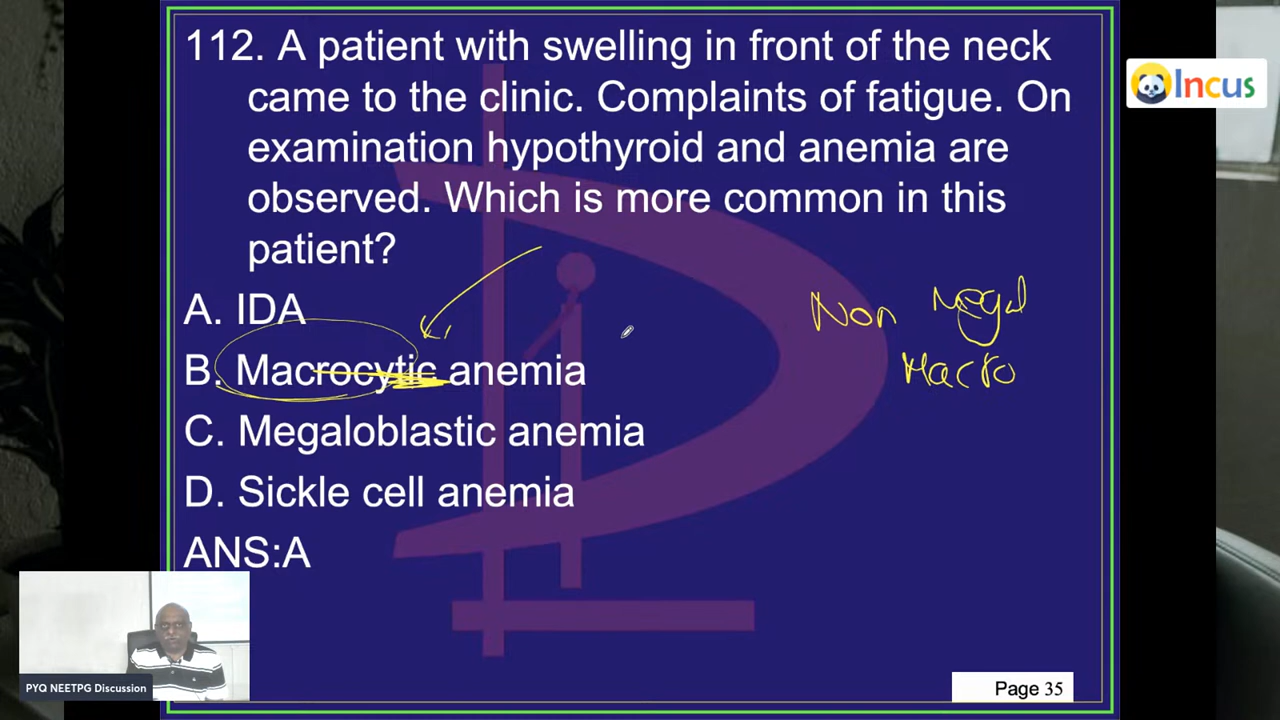 112. A patient with swelling in front of the neck
came to the clinic. Complaints of fatigue. On
examination hypothyroid and anemia are
observed. Which is more common in this
patient?
A. IDA
B. Macrocytic anemia
C. Megaloblastic anemia
D. Sickle cell anemia
ANS:A
Non Megal
Macro
Incus
PYQ NEETPG Discussion
Page 35